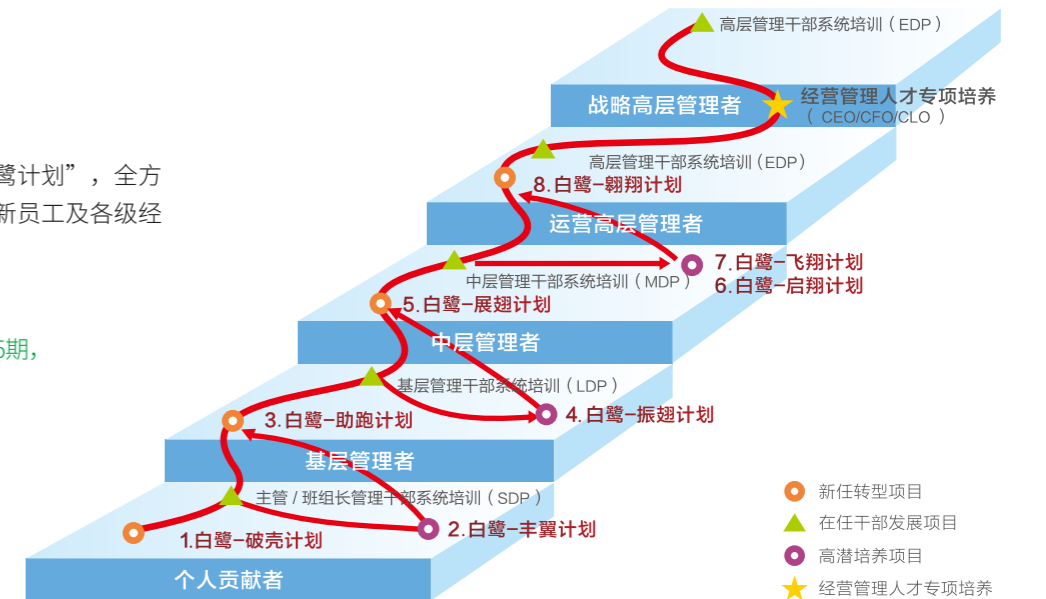 高层管理干部系统培训（EDP）
战略高层管理者
经营管理人才专项培养
（ CEO/CFO/CLO ）
高层管理干部系统培训（EDP）
8.白鹭-翱翔计划
鹭计划”，全方
新员工及各级经
运营高层管理者
7.白鹭-飞翔计划
中层管理干部系统培训（MDP）
6.白鹭-启翔计划
5.白鹭-展翅计划
中层管理者
期，
基层管理干部系统培训（LDP）
4.白鹭-振翅计划
3.白鹭-助跑计划
基层管理者
主管 / 班组长管理干部系统培训（SDP）
2.白鹭-丰翼计划
1.白鹭-破壳计划
个人贡献者
新任转型项目
在任干部发展项目
高潜培养项目
经营管理人才专项培养